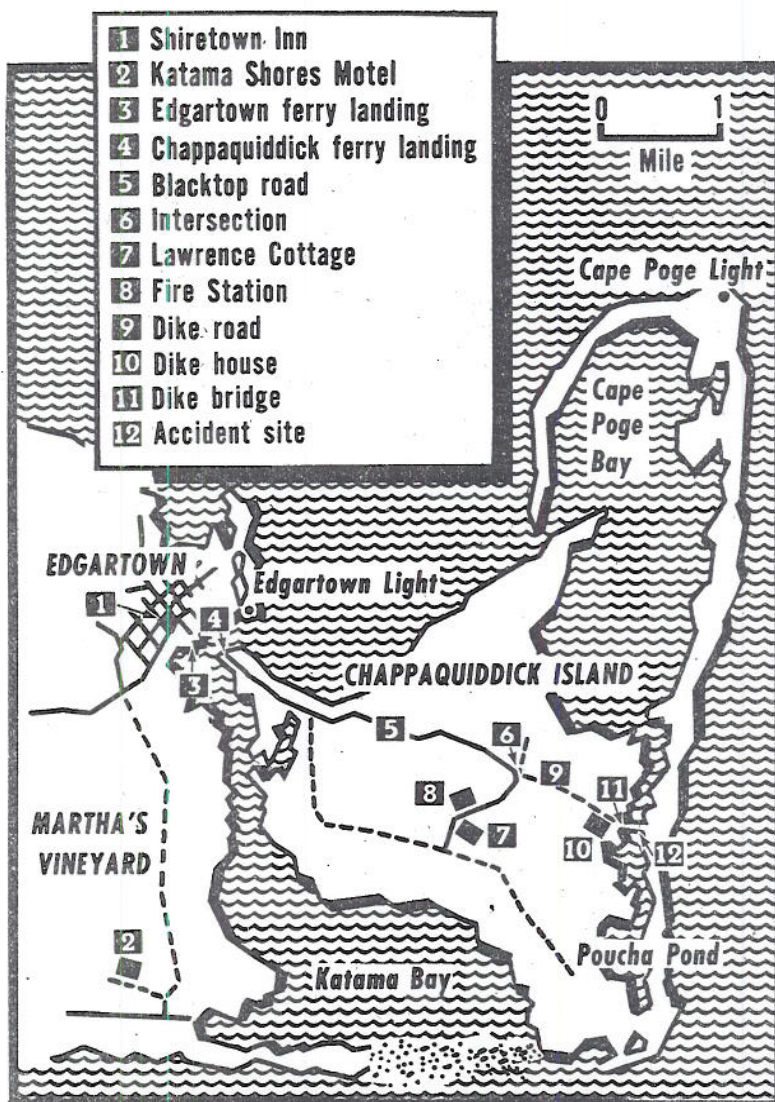 1 Shiretown Inn
2 Katama Shores Motel
3 Edgartown ferry landing
4 Chappaquiddick ferry landing
5 Blacktop road
6 Intersection
7 Lawrence Cottage
8 Fire Station
9 Dike road
10 Dike house
11 Dike bridge
12 Accident site
0 1
Mile
Cape Poge Light
Cape
Poge
Bay
EDGARTOWN
Edgartown Light
1
4
3
CHAPPAQUIDDICK ISLAND
5
6
9
8
7
11
10
12
MARTHA'S
VINEYARD
2
Katama Bay
Poucha Pond